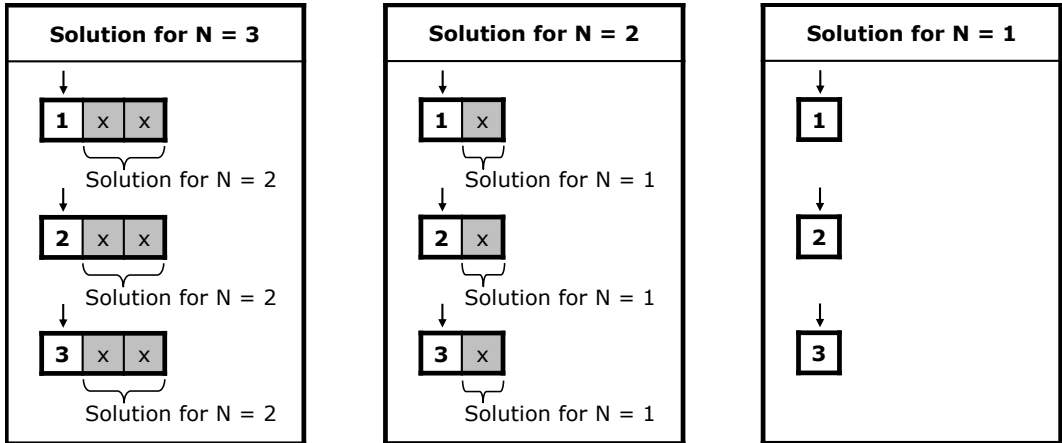 Solution for N = 3
1 x x
Solution for N = 2
2 x x
Solution for N = 2
3 x x
Solution for N = 2
Solution for N = 2
1 x
Solution for N = 1
2 x
Solution for N = 1
3 x
Solution for N = 1
Solution for N = 1
1
2
3